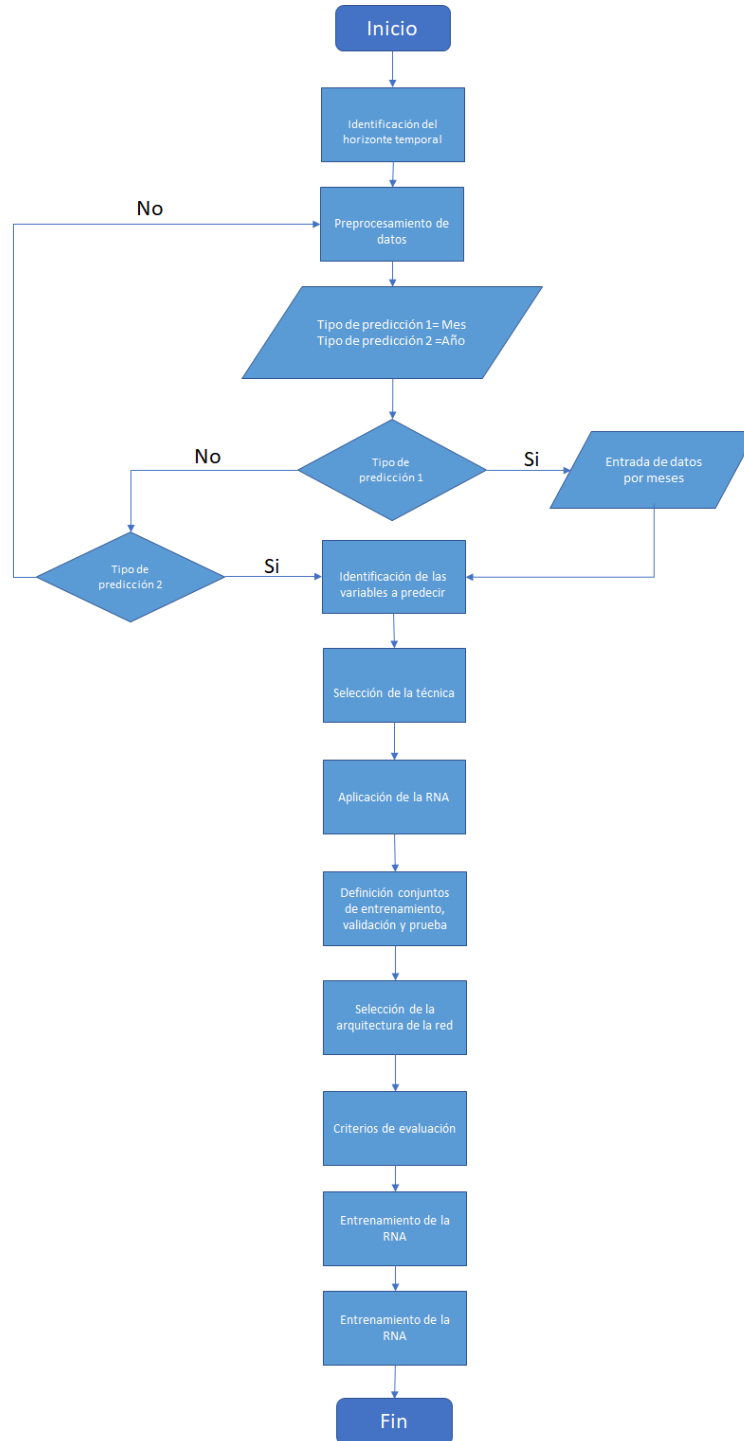 Inicio
Identificación del
horizonte temporal
No
Preprocesamiento de
datos
Tipo de predicción 1= Mes
Tipo de predicción 2 =Año
No
Tipo de
predicción 1
Si
Entrada de datos
por meses
Tipo de
predicción 2
Si
Identificación de las
variables a predecir
Selección de la técnica
Aplicación de la RNA
Definición conjuntos
de entrenamiento,
validación y prueba
Selección de la
arquitectura de la red
Criterios de evaluación
Entrenamiento de la
RNA
Entrenamiento de la
RNA
Fin